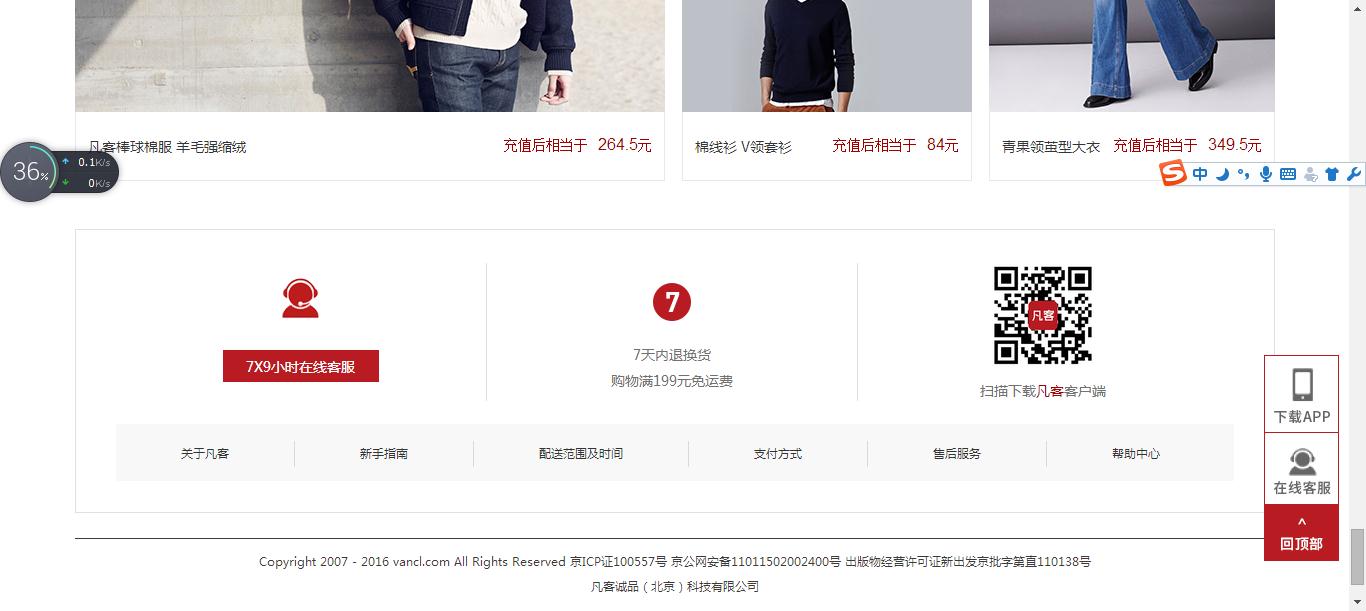 凡客棒球棉服 羊毛强缩绒 充值后相当于 264.5元
棉线衫 V领套衫 充值后相当于 84元
青果领茧型大衣 充值后相当于 349.5元
36%
0.1K/s
0K/s
中
7X9小时在线客服
7
7天内退换货
购物满199元免运费
凡客
扫描下载凡客客户端
下载APP
在线客服
^
回顶部
关于凡客 新手指南 配送范围及时间 支付方式 售后服务 帮助中心
Copyright 2007 - 2016 vancl.com All Rights Reserved 京ICP证100557号 京公网安备11011502002400号 出版物经营许可证新出发京批字第直110138号
凡客诚品（北京）科技有限公司